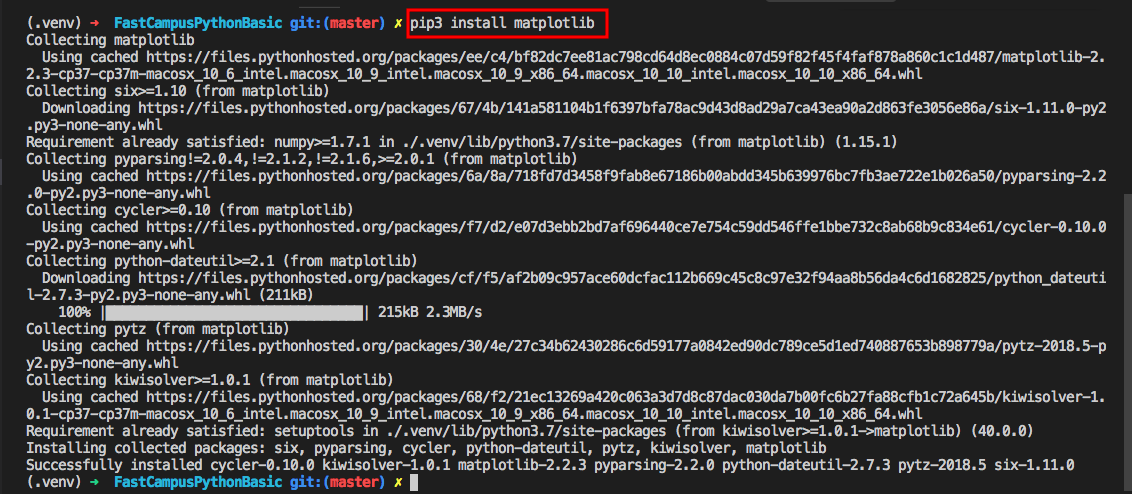 (.venv) ➜  FastCampusPythonBasic git:(master) ✗ pip3 install matplotlib
Collecting matplotlib
  Using cached https://files.pythonhosted.org/packages/ee/c4/bf82dc7ee81ac798cd64d8ec0884c07d59f82f45f4faf878a860c1c1d487/matplotlib-2.
2.3-cp37-cp37m-macosx_10_6_intel.macosx_10_9_intel.macosx_10_9_x86_64.macosx_10_10_intel.macosx_10_10_x86_64.whl
Collecting six>=1.10 (from matplotlib)
  Downloading https://files.pythonhosted.org/packages/67/4b/141a581104b1f6397bfa78ac9d43d8ad29a7ca43ea90a2d863fe3056e86a/six-1.11.0-py2
.py3-none-any.whl
Requirement already satisfied: numpy>=1.7.1 in ./.venv/lib/python3.7/site-packages (from matplotlib) (1.15.1)
Collecting pyparsing!=2.0.4,!=2.1.2,!=2.1.6,>=2.0.1 (from matplotlib)
  Using cached https://files.pythonhosted.org/packages/6a/8a/718fd7d3458f9fab8e67186b00abdd345b639976bc7fb3ae722e1b026a50/pyparsing-2.2
.0-py2.py3-none-any.whl
Collecting cycler>=0.10 (from matplotlib)
  Using cached https://files.pythonhosted.org/packages/f7/d2/e07d3ebb2bd7af696440ce7e754c59dd546ffe1bbe732c8ab68b9c834e61/cycler-0.10.0
-py2.py3-none-any.whl
Collecting python-dateutil>=2.1 (from matplotlib)
  Downloading https://files.pythonhosted.org/packages/cf/f5/af2b09c957ace60dcfac112b669c45c8c97e32f94aa8b56da4c6d1682825/python_dateuti
l-2.7.3-py2.py3-none-any.whl (211kB)
    100% |████████████████████████████████| 215kB 2.3MB/s
Collecting pytz (from matplotlib)
  Using cached https://files.pythonhosted.org/packages/30/4e/27c34b62430286c6d59177a0842ed90dc789ce5d1ed740887653b898779a/pytz-2018.5-p
y2.py3-none-any.whl
Collecting kiwisolver>=1.0.1 (from matplotlib)
  Using cached https://files.pythonhosted.org/packages/68/f2/21ec13269a420c063a3d7d8c87dac030da7b00fc6b27fa88cfb1c72a645b/kiwisolver-1.
0.1-cp37-cp37m-macosx_10_6_intel.macosx_10_9_intel.macosx_10_9_x86_64.macosx_10_10_intel.macosx_10_10_x86_64.whl
Requirement already satisfied: setuptools in ./.venv/lib/python3.7/site-packages (from kiwisolver>=1.0.1->matplotlib) (40.0.0)
Installing collected packages: six, pyparsing, cycler, python-dateutil, pytz, kiwisolver, matplotlib
Successfully installed cycler-0.10.0 kiwisolver-1.0.1 matplotlib-2.2.3 pyparsing-2.2.0 python-dateutil-2.7.3 pytz-2018.5 six-1.11.0
(.venv) ➜  FastCampusPythonBasic git:(master) ✗